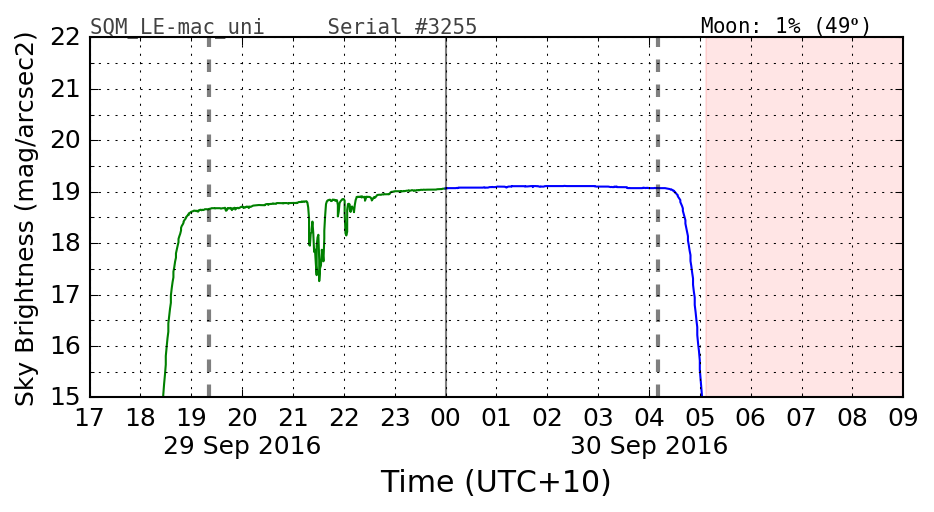 SQM_LE-mac_uni     Serial #3255
Moon: 1% (49º)
Sky Brightness (mag/arcsec2)
22
21
20
19
18
17
16
15
17 18 19 20 21 22 23 00 01 02 03 04 05 06 07 08 09
29 Sep 2016
30 Sep 2016
Time (UTC+10)